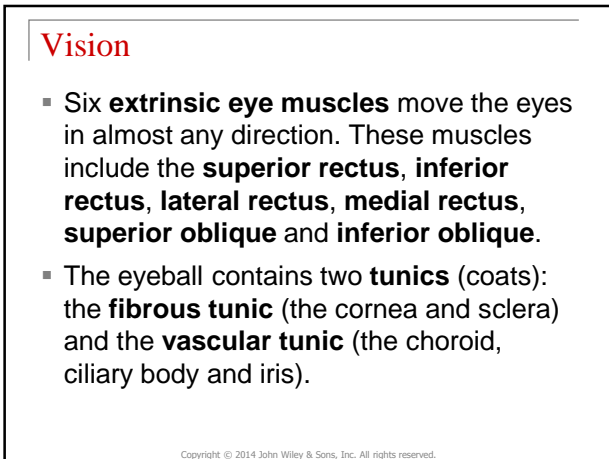 Vision
▪ Six extrinsic eye muscles move the eyes
in almost any direction. These muscles
include the superior rectus, inferior
rectus, lateral rectus, medial rectus,
superior oblique and inferior oblique.
▪ The eyeball contains two tunics (coats):
the fibrous tunic (the cornea and sclera)
and the vascular tunic (the choroid,
ciliary body and iris).
Copyright © 2014 John Wiley & Sons, Inc. All rights reserved.